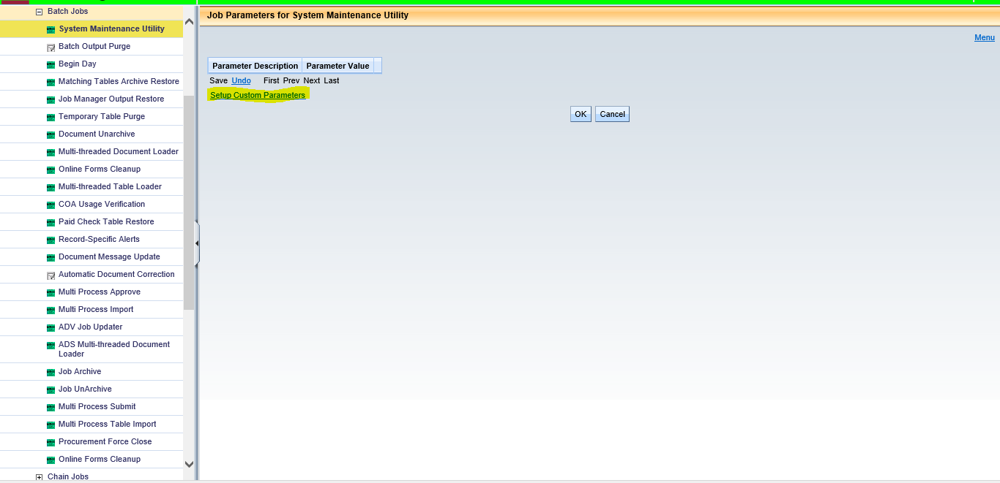 Batch Jobs
System Maintenance Utility
Batch Output Purge
Begin Day
Matching Tables Archive Restore
Job Manager Output Restore
Temporary Table Purge
Document Unarchive
Multi-threaded Document Loader
Online Forms Cleanup
Multi-threaded Table Loader
COA Usage Verification
Paid Check Table Restore
Record-Specific Alerts
Document Message Update
Automatic Document Correction
Multi Process Approve
Multi Process Import
ADV Job Updater
ADS Multi-threaded Document
Loader
Job Archive
Job UnArchive
Multi Process Submit
Multi Process Table Import
Procurement Force Close
Online Forms Cleanup
Chain Jobs
Job Parameters for System Maintenance Utility
Menu
Parameter Description Parameter Value
Save Undo First Prev Next Last
Setup Custom Parameters
OK Cancel